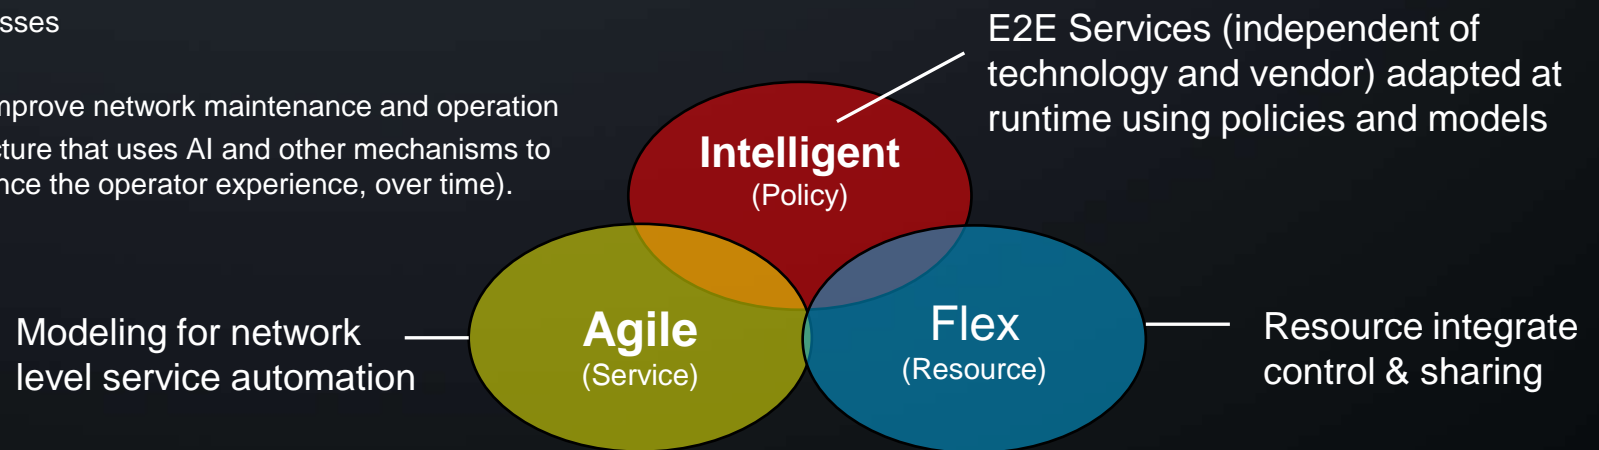 sses
mprove network maintenance and operation
cture that uses AI and other mechanisms to
nce the operator experience, over time).
E2E Services (independent of
technology and vendor) adapted at
runtime using policies and models
Intelligent
(Policy)
Modeling for network
level service automation
Agile
(Service)
Flex
(Resource)
Resource integrate
control & sharing